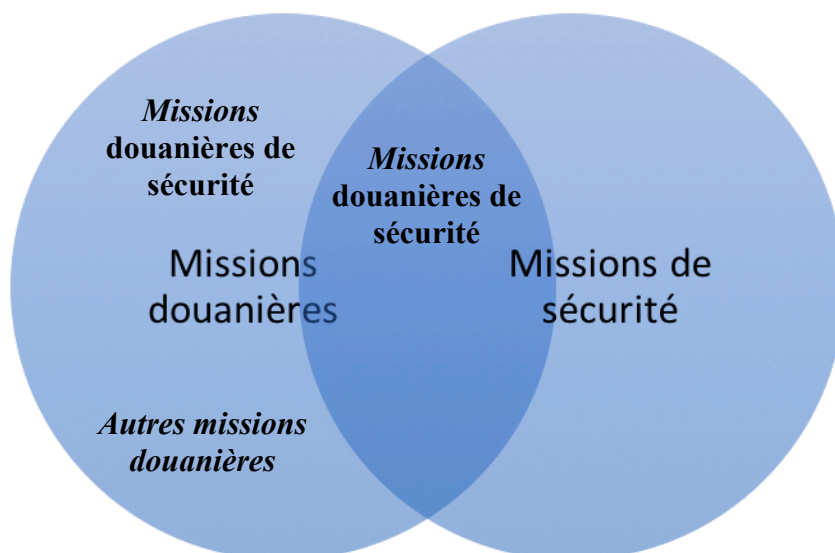 Missions
douanières de
sécurité
Missions
douanières de
sécurité
Missions
douanières
Missions de
sécurité
Autres missions
douanières